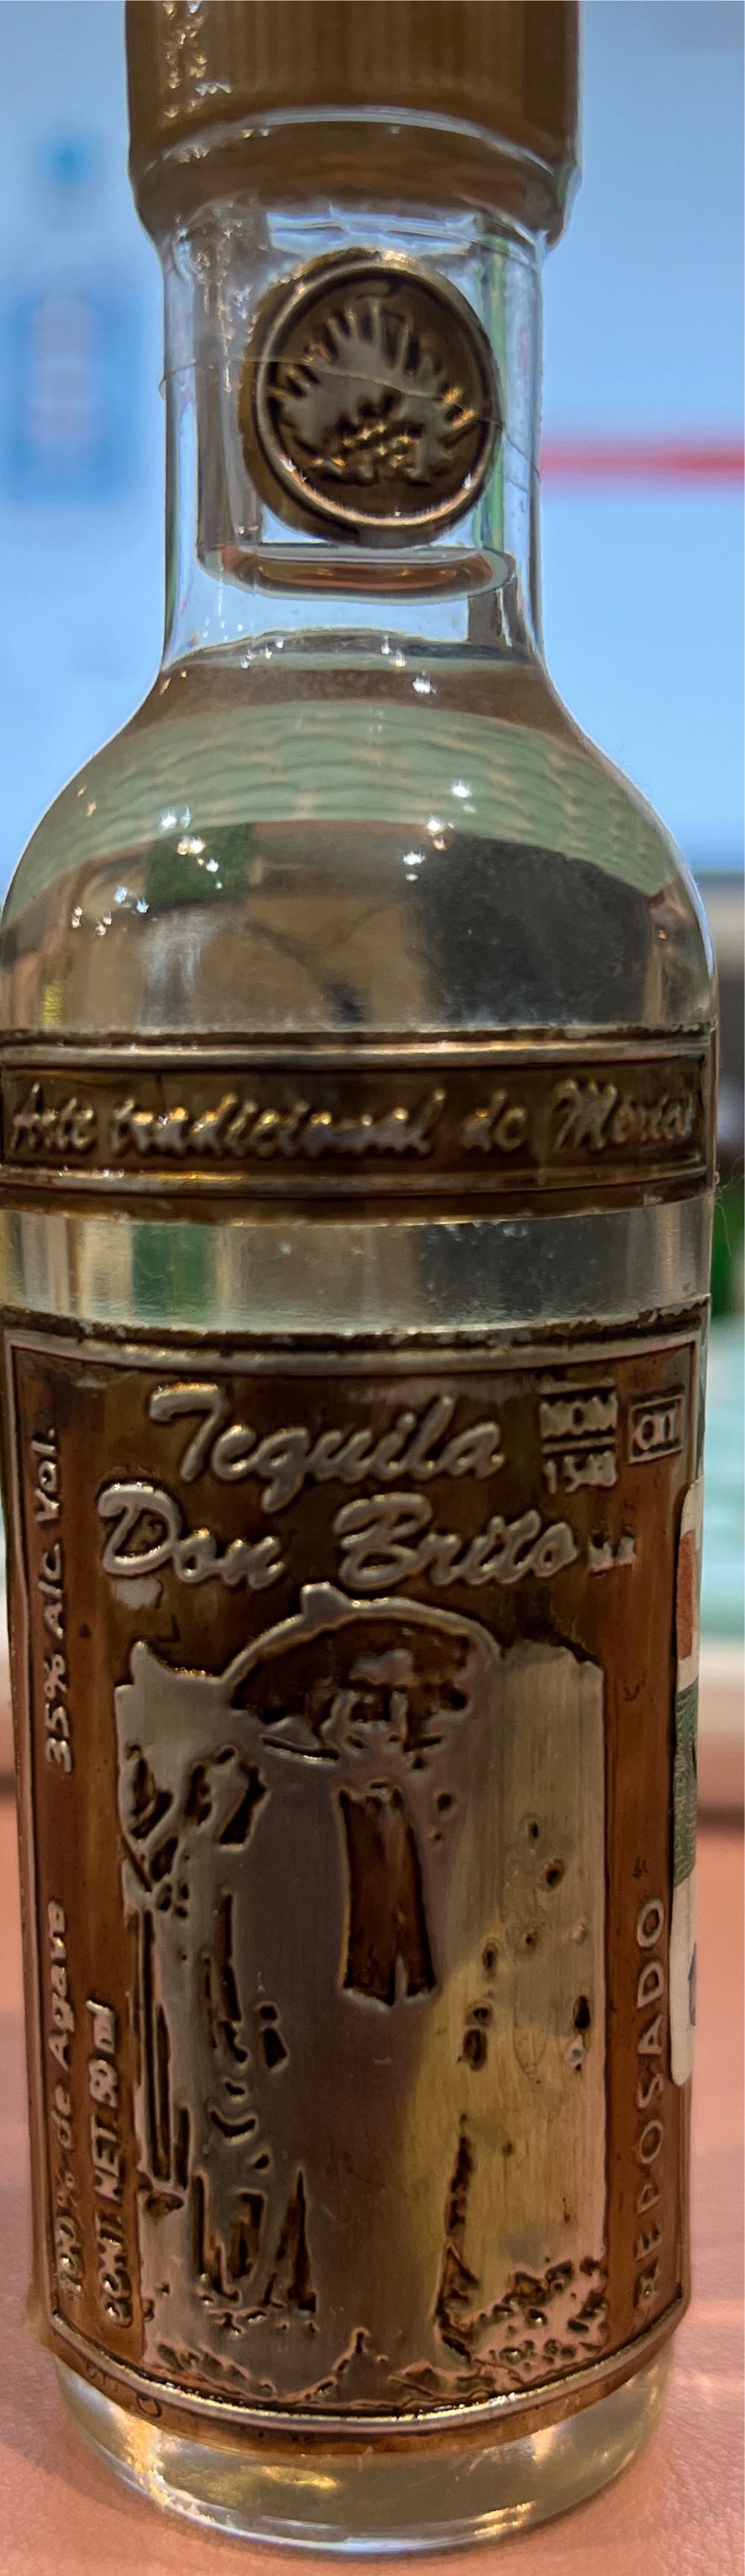 Arte tradicional de México
Tequila
Don Brito
NOM
CRT
35% Alc. Vol.
100% de Agave
CONT. NET 50 ml
REPOSADO